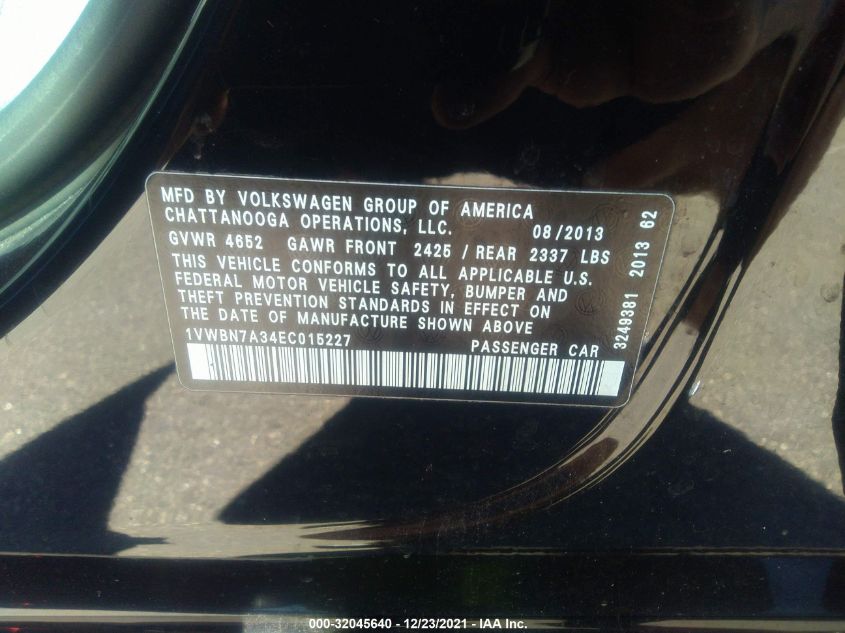 MFD BY VOLKSWAGEN GROUP OF AMERICA
CHATTANOOGA OPERATIONS, LLC. 08/2013
GVWR 4652 GAWR FRONT 2425 / REAR 2337 LBS
THIS VEHICLE CONFORMS TO ALL APPLICABLE U.S.
FEDERAL MOTOR VEHICLE SAFETY, BUMPER AND
THEFT PREVENTION STANDARDS IN EFFECT ON
THE DATE OF MANUFACTURE SHOWN ABOVE
1VWBN7A34EC015227 PASSENGER CAR
3249381 2013 62
000-32045640 - 12/23/2021 - IAA Inc.